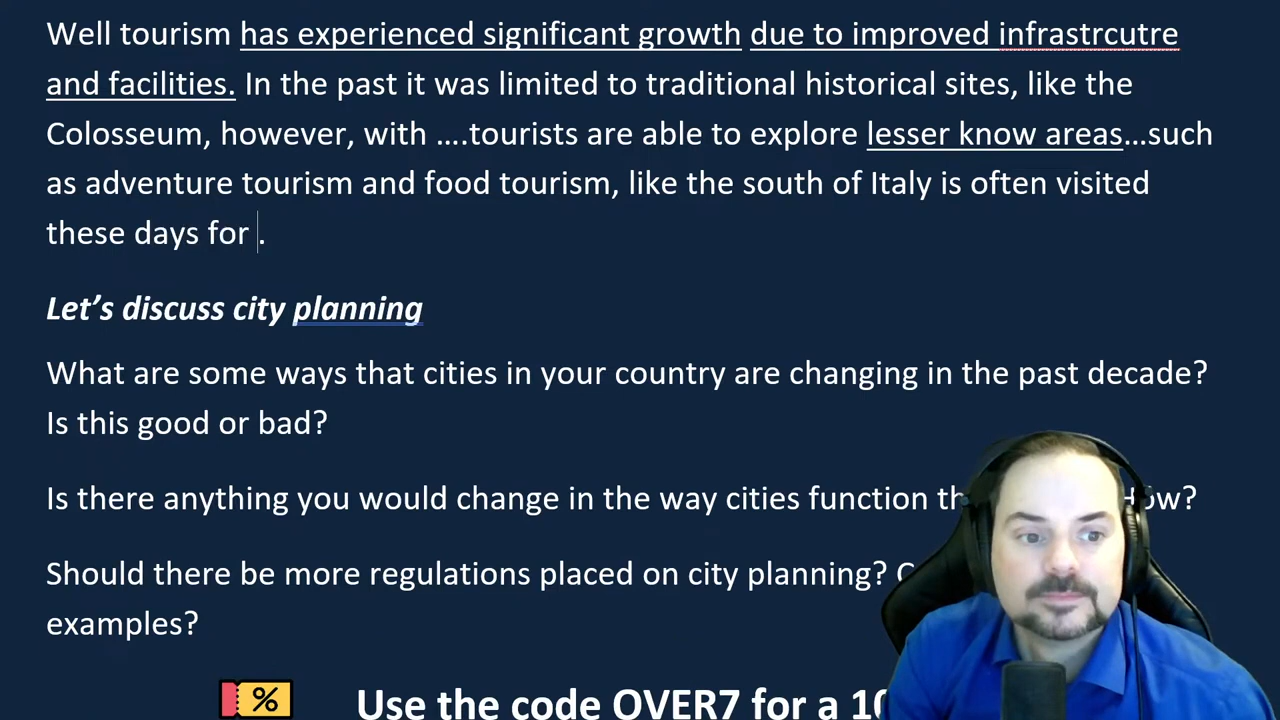 Well tourism has experienced significant growth due to improved infrastrcutre
and facilities. In the past it was limited to traditional historical sites, like the
Colosseum, however, with ....tourists are able to explore lesser know areas...such
as adventure tourism and food tourism, like the south of Italy is often visited
these days for .
Let's discuss city planning
What are some ways that cities in your country are changing in the past decade?
Is this good or bad?
Is there anything you would change in the way cities function How?
Should there be more regulations placed on city planning?
examples?
%
Use the code OVER7 for a